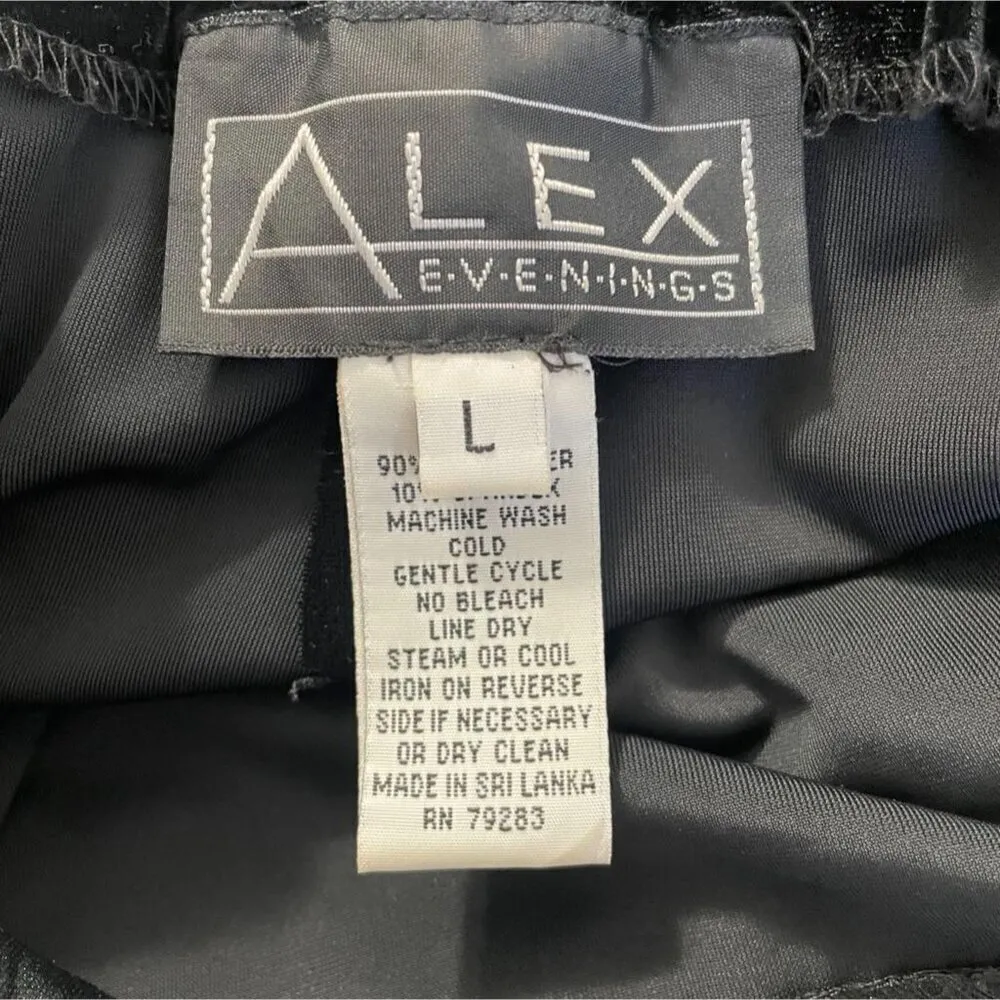 ALEX
E·V·E·N·I·N·G·S
L
90%
10%
MACHINE WASH
COLD
GENTLE CYCLE
NO BLEACH
LINE DRY
STEAM OR COOL
IRON ON REVERSE
SIDE IF NECESSARY
OR DRY CLEAN
MADE IN SRI LANKA
RN 79283